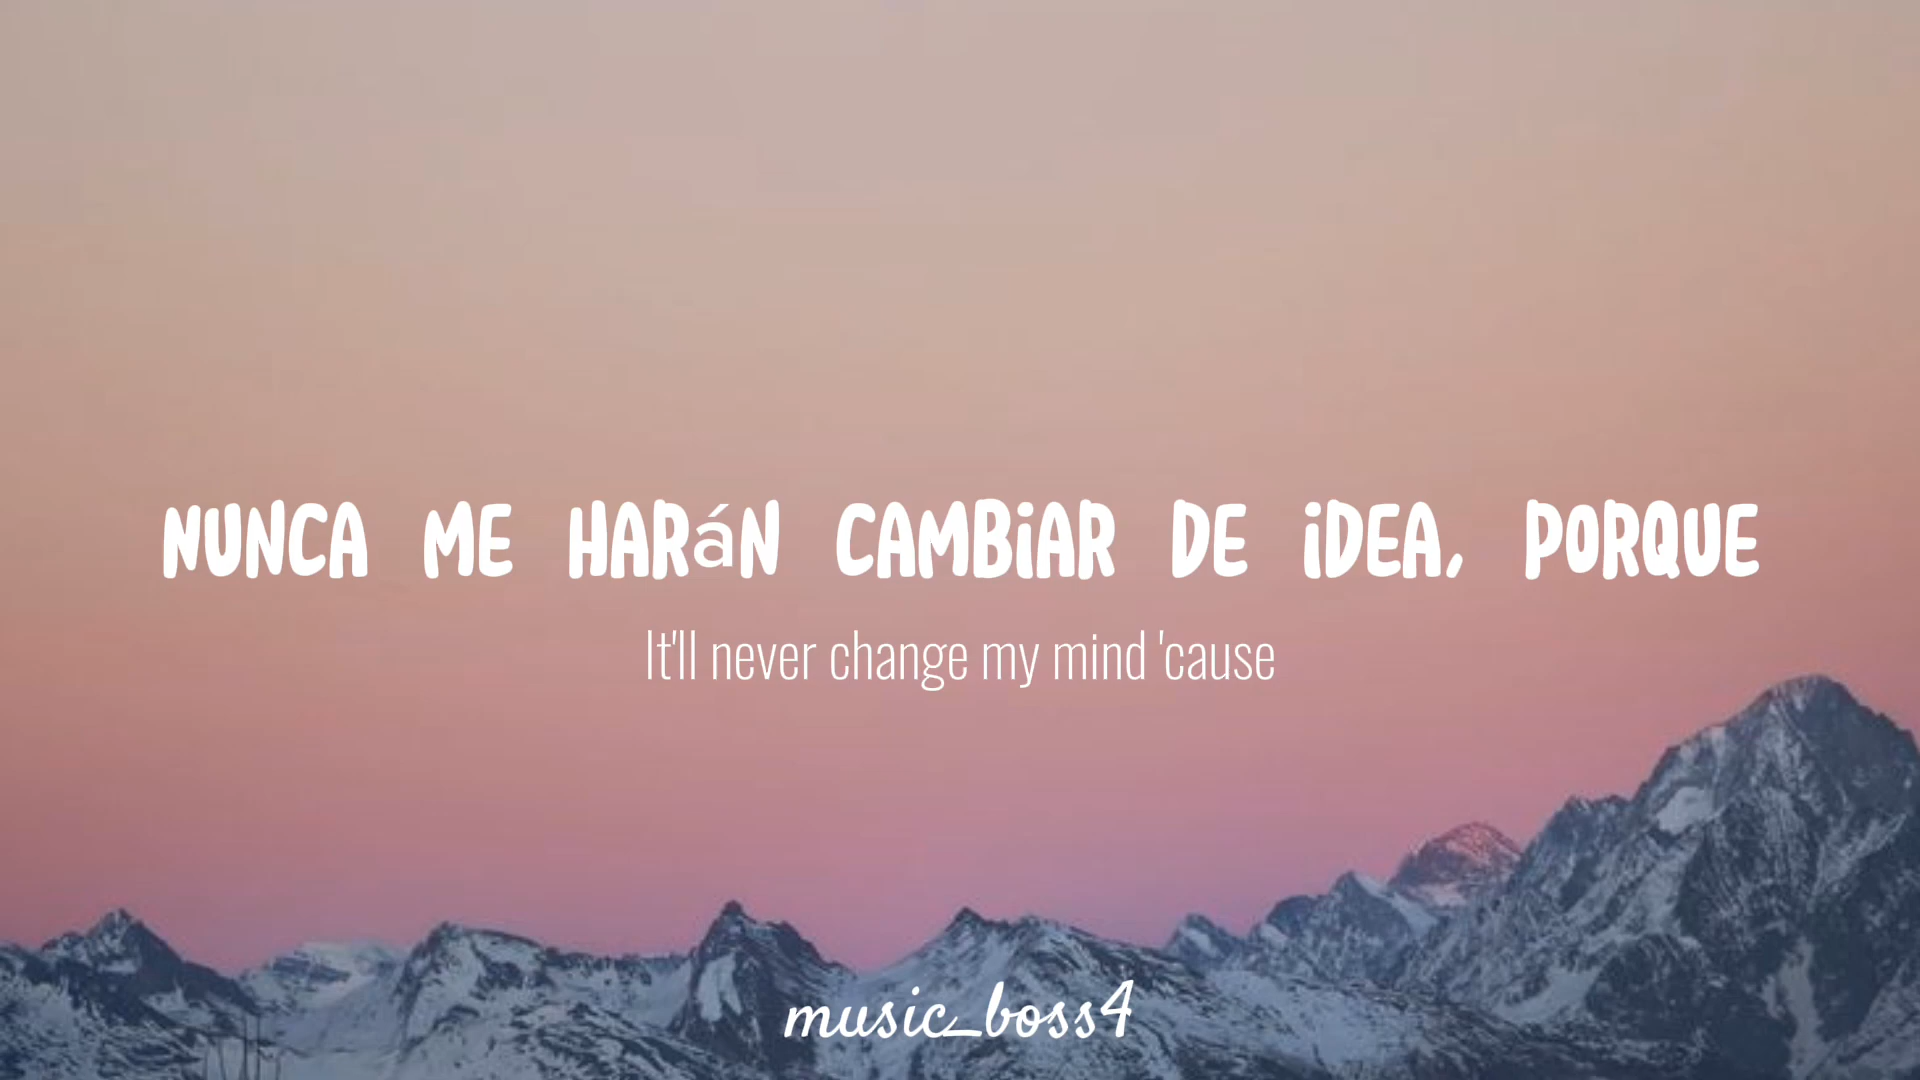 NUNCA ME HARáN CAMBiAR DE iDEA, PORQUE
It'll never change my mind 'cause
music_boss4